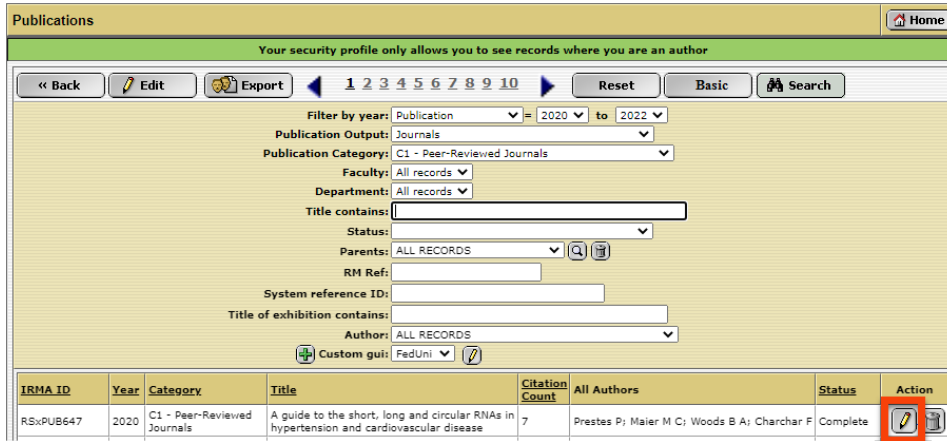 Publications
Home
Your security profile only allows you to see records where you are an author
« Back Edit Export 1 2 3 4 5 6 7 8 9 10 Reset Basic Search
Filter by year: Publication = 2020 to 2022
Publication Output: Journals
Publication Category: C1 - Peer-Reviewed Journals
Faculty: All records
Department: All records
Title contains:
Status:
Parents: ALL RECORDS
RM Ref:
System reference ID:
Title of exhibition contains:
Author: ALL RECORDS
Custom gui: FedUni
IRMA ID Year Category Title Citation Count All Authors Status Action
RSxPUB647 2020 C1 - Peer-Reviewed Journals A guide to the short, long and circular RNAs in hypertension and cardiovascular disease 7 Prestes P; Maier M C; Woods B A; Charchar F Complete